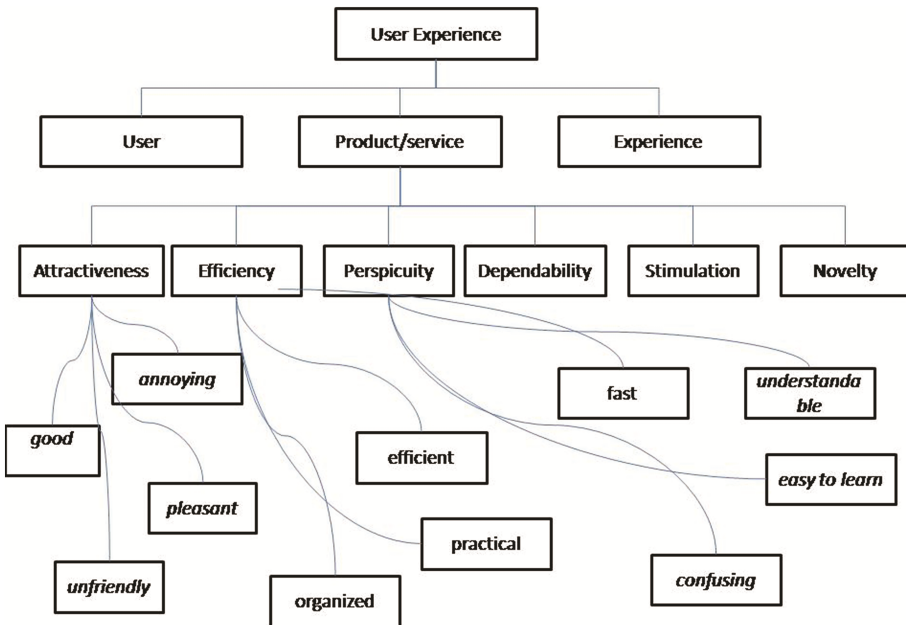 User Experience
User
Product/service
Experience
Attractiveness
Efficiency
Perspicuity
Dependability
Stimulation
Novelty
annoying
fast
understanda
ble
good
efficient
easy to learn
pleasant
practical
unfriendly
organized
confusing